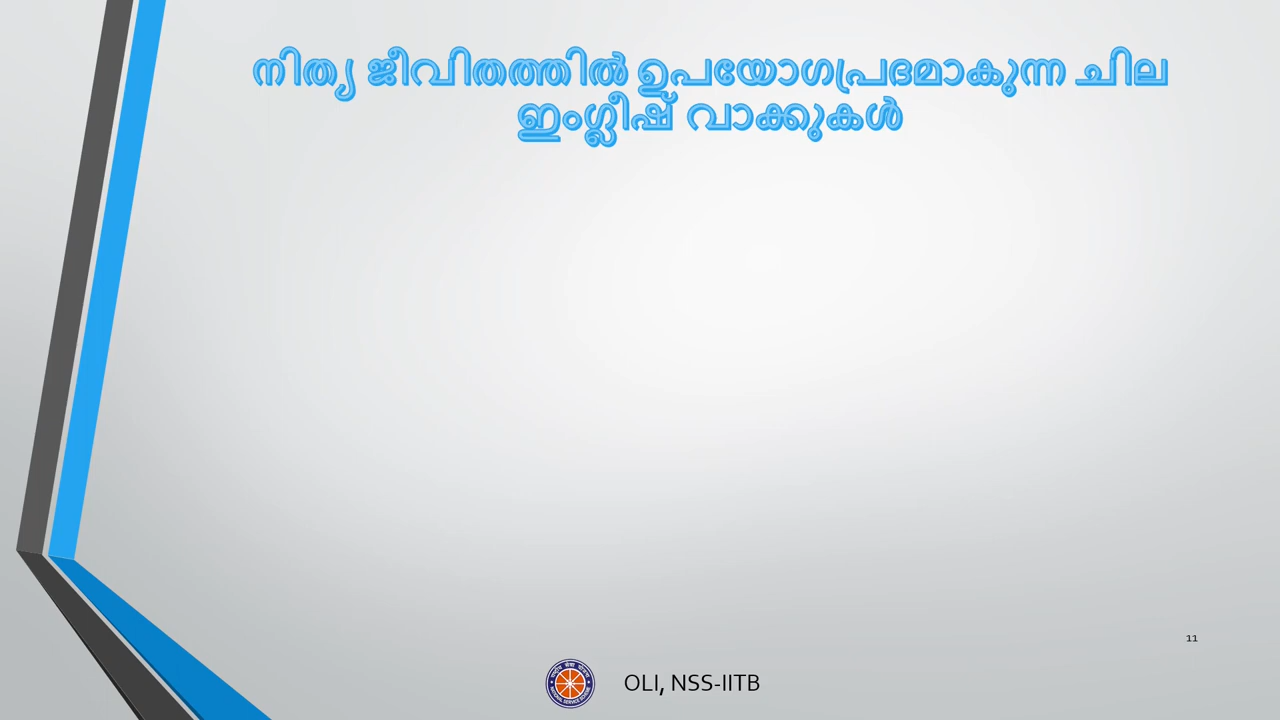 നിത്യ ജീവിതത്തിൽ ഉപയോഗപ്രദമാകുന്ന ചില
ഇംഗ്ലീഷ് വാക്കുകൾ
11
OLI, NSS-IITB